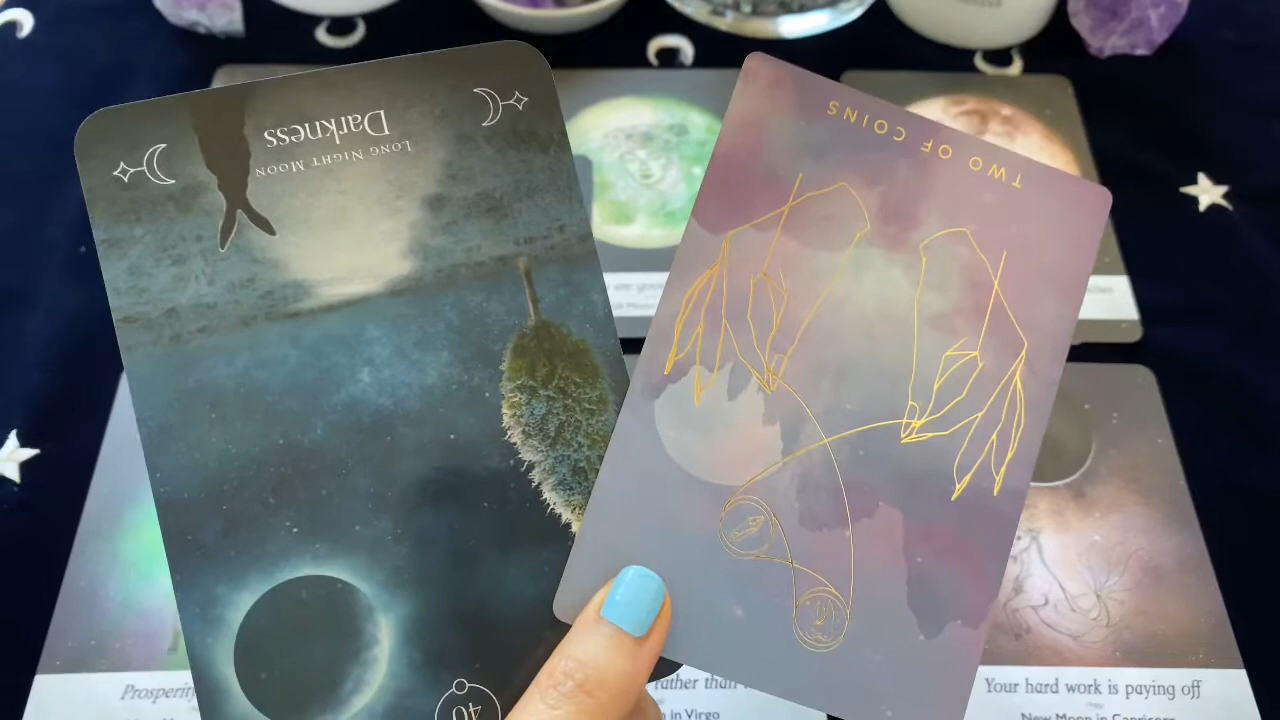 Darkness
LONG NIGHT MOON
40
TWO OF COINS
Prosperity
rather than
in Virgo
Your hard work is paying off
New Moon in Capricorn